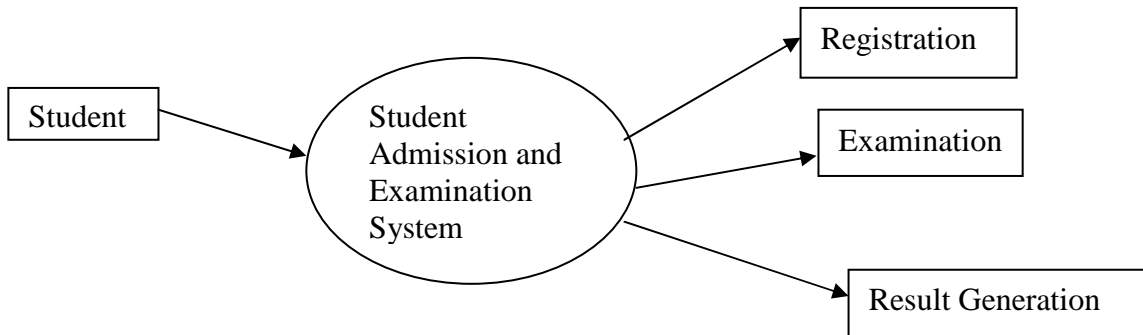 Registration
Student
Student
Admission and
Examination
System
Examination
Result Generation